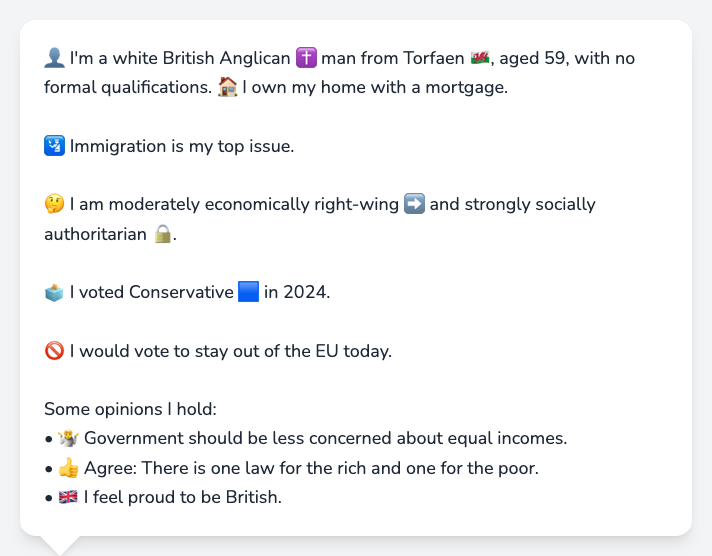 👤 I'm a white British Anglican ✝️ man from Torfaen 🏴󠁧󠁢󠁷󠁬󠁳󠁿, aged 59, with no
formal qualifications. 🏠 I own my home with a mortgage.
🛂 Immigration is my top issue.
🤔 I am moderately economically right-wing ➡️ and strongly socially
authoritarian 🔒.
🗳️ I voted Conservative 🟦 in 2024.
🚫 I would vote to stay out of the EU today.
Some opinions I hold:
• 🤷 Government should be less concerned about equal incomes.
• 👍 Agree: There is one law for the rich and one for the poor.
• 🇬🇧 I feel proud to be British.